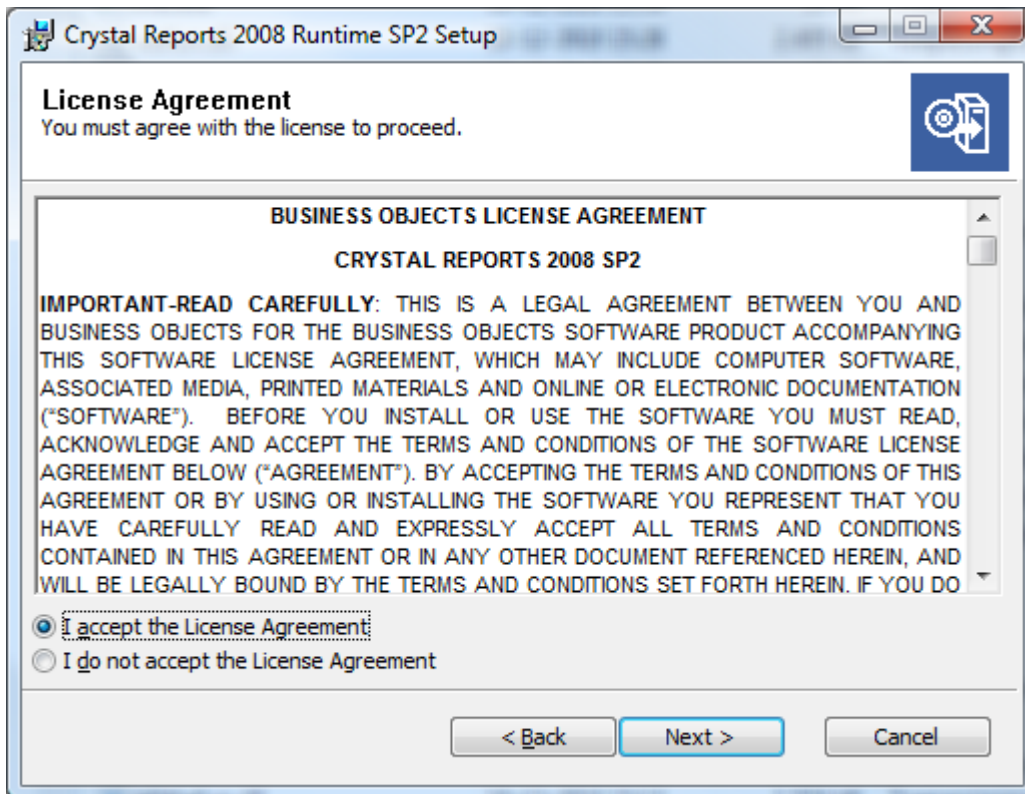 Crystal Reports 2008 Runtime SP2 Setup
License Agreement
You must agree with the license to proceed.
BUSINESS OBJECTS LICENSE AGREEMENT
CRYSTAL REPORTS 2008 SP2
IMPORTANT-READ CAREFULLY: THIS IS A LEGAL AGREEMENT BETWEEN YOU AND
BUSINESS OBJECTS FOR THE BUSINESS OBJECTS SOFTWARE PRODUCT ACCOMPANYING
THIS SOFTWARE LICENSE AGREEMENT, WHICH MAY INCLUDE COMPUTER SOFTWARE,
ASSOCIATED MEDIA, PRINTED MATERIALS AND ONLINE OR ELECTRONIC DOCUMENTATION
(“SOFTWARE”). BEFORE YOU INSTALL OR USE THE SOFTWARE YOU MUST READ,
ACKNOWLEDGE AND ACCEPT THE TERMS AND CONDITIONS OF THE SOFTWARE LICENSE
AGREEMENT BELOW (“AGREEMENT”). BY ACCEPTING THE TERMS AND CONDITIONS OF THIS
AGREEMENT OR BY USING OR INSTALLING THE SOFTWARE YOU REPRESENT THAT YOU
HAVE CAREFULLY READ AND EXPRESSLY ACCEPT ALL TERMS AND CONDITIONS
CONTAINED IN THIS AGREEMENT OR IN ANY OTHER DOCUMENT REFERENCED HEREIN, AND
WILL BE LEGALLY BOUND BY THE TERMS AND CONDITIONS SET FORTH HEREIN. IF YOU DO
I accept the License Agreement
I do not accept the License Agreement
< Back Next > Cancel